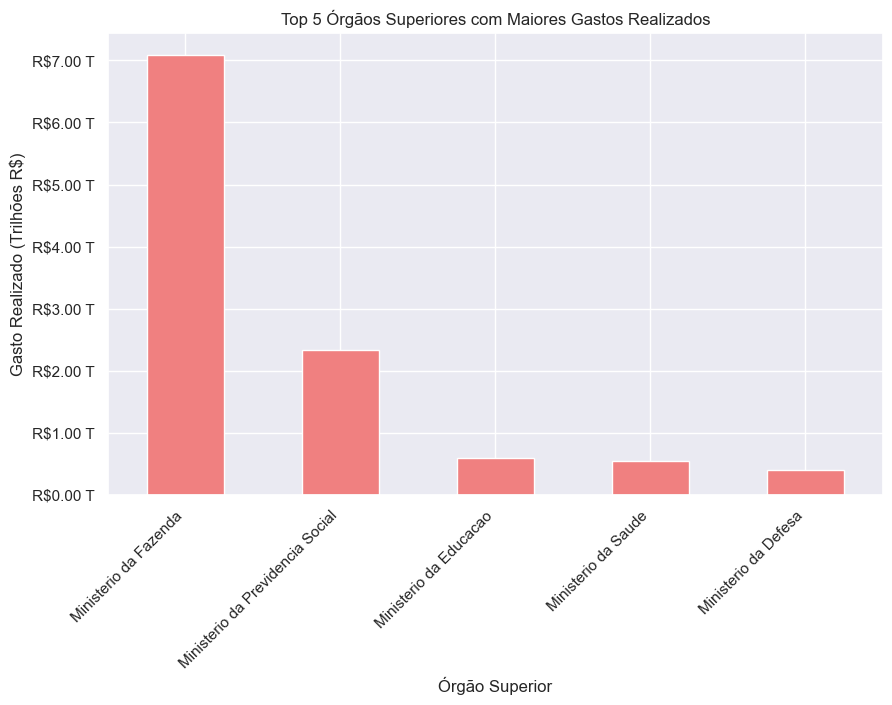 Top 5 Órgãos Superiores com Maiores Gastos Realizados
Gasto Realizado (Trilhões R$)
R$7.00 T
R$6.00 T
R$5.00 T
R$4.00 T
R$3.00 T
R$2.00 T
R$1.00 T
R$0.00 T
Ministerio da Fazenda
Ministerio da Previdencia Social
Ministerio da Educacao
Ministerio da Saude
Ministerio da Defesa
Órgão Superior